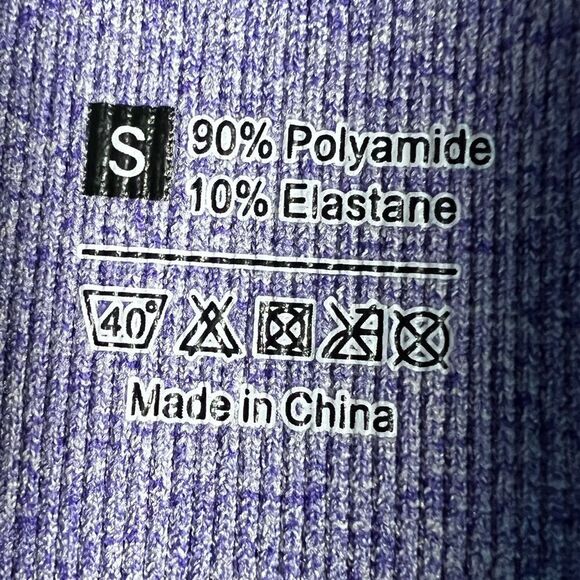 S
90% Polyamide
10% Elastane
40°
Made in China